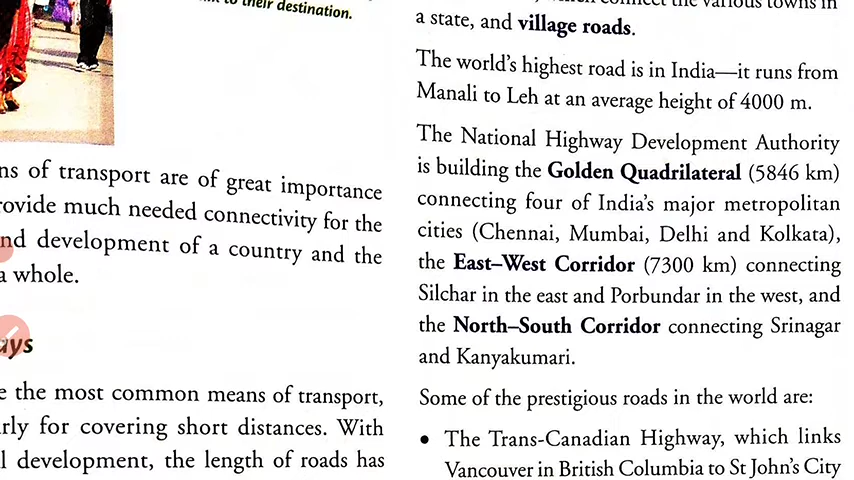 to their destination.
ns of transport are of great importance
rovide much needed connectivity for the
nd development of a country and the
a whole.
ays
e the most common means of transport,
rly for covering short distances. With
l development, the length of roads has
which connect the various towns in
a state, and village roads.
The world's highest road is in India—it runs from
Manali to Leh at an average height of 4000 m.
The National Highway Development Authority
is building the Golden Quadrilateral (5846 km)
connecting four of India's major metropolitan
cities (Chennai, Mumbai, Delhi and Kolkata),
the East–West Corridor (7300 km) connecting
Silchar in the east and Porbundar in the west, and
the North–South Corridor connecting Srinagar
and Kanyakumari.
Some of the prestigious roads in the world are:
• The Trans-Canadian Highway, which links
Vancouver in British Columbia to St John's City